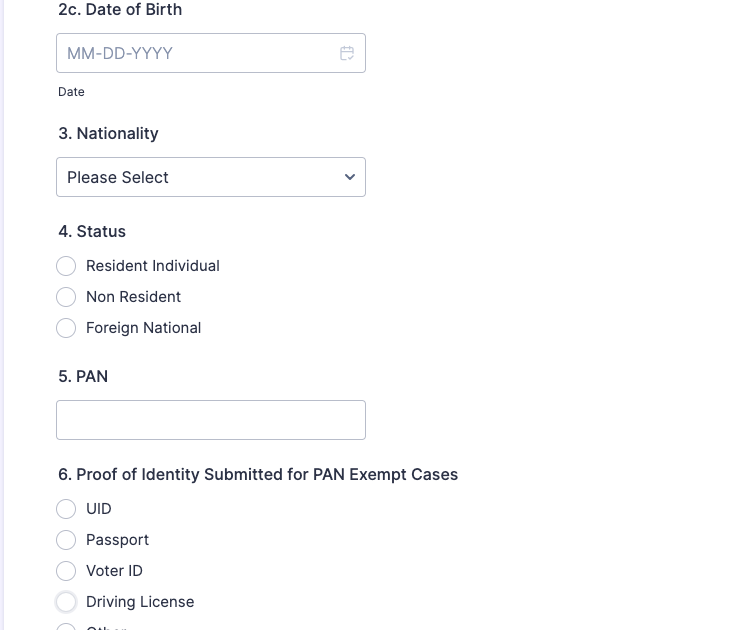 2c. Date of Birth
MM-DD-YYYY
Date
3. Nationality
Please Select
4. Status
Resident Individual
Non Resident
Foreign National
5. PAN
6. Proof of Identity Submitted for PAN Exempt Cases
UID
Passport
Voter ID
Driving License